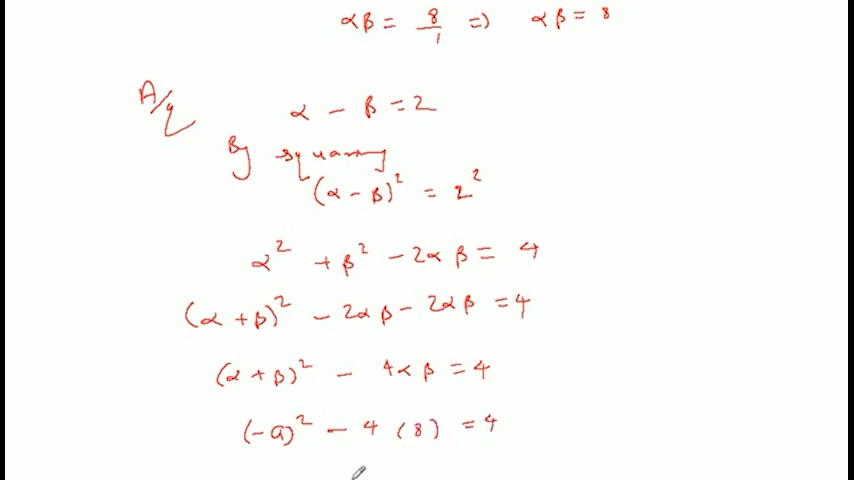 αβ = 8/1 ⇒ αβ = 8
A/q
α - β = 2
By squaring
(α - β)² = 2²
α² + β² - 2αβ = 4
(α + β)² - 2αβ - 2αβ = 4
(α + β)² - 4αβ = 4
(-a)² - 4 (8) = 4